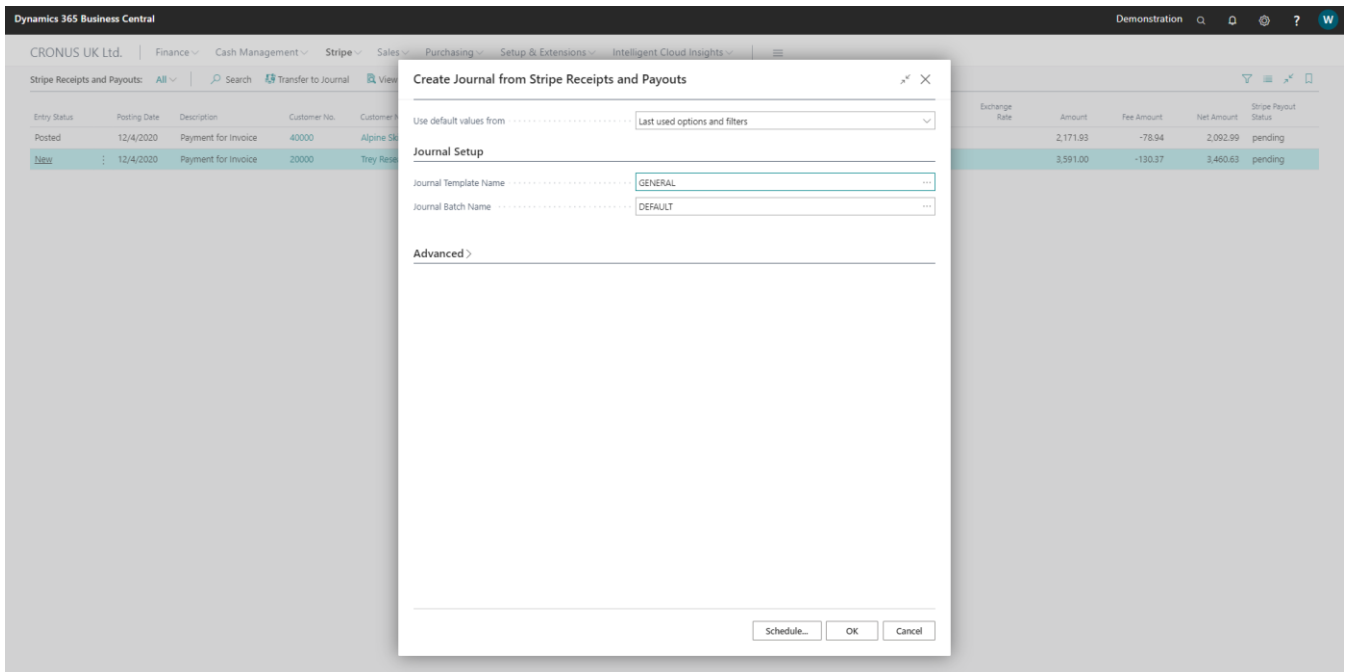 Dynamics 365 Business Central
Demonstration
?
W
CRONUS UK Ltd.
Finance
Cash Management
Stripe
Sales
Purchasing
Setup & Extensions
Intelligent Cloud Insights
Stripe Receipts and Payouts: All
Search
Transfer to Journal
View
Entry Status Posting Date Description Customer No. Customer
Exchange Rate Amount Fee Amount Net Amount Stripe Payout Status
Posted 12/4/2020 Payment for Invoice 40000 Alpine 2,171.93 -78.94 2,092.99 pending
New 12/4/2020 Payment for Invoice 20000 Trey 3,591.00 -130.37 3,460.63 pending
Create Journal from Stripe Receipts and Payouts
Use default values from Last used options and filters
Journal Setup
Journal Template Name GENERAL
Journal Batch Name DEFAULT
Advanced
Schedule... OK Cancel